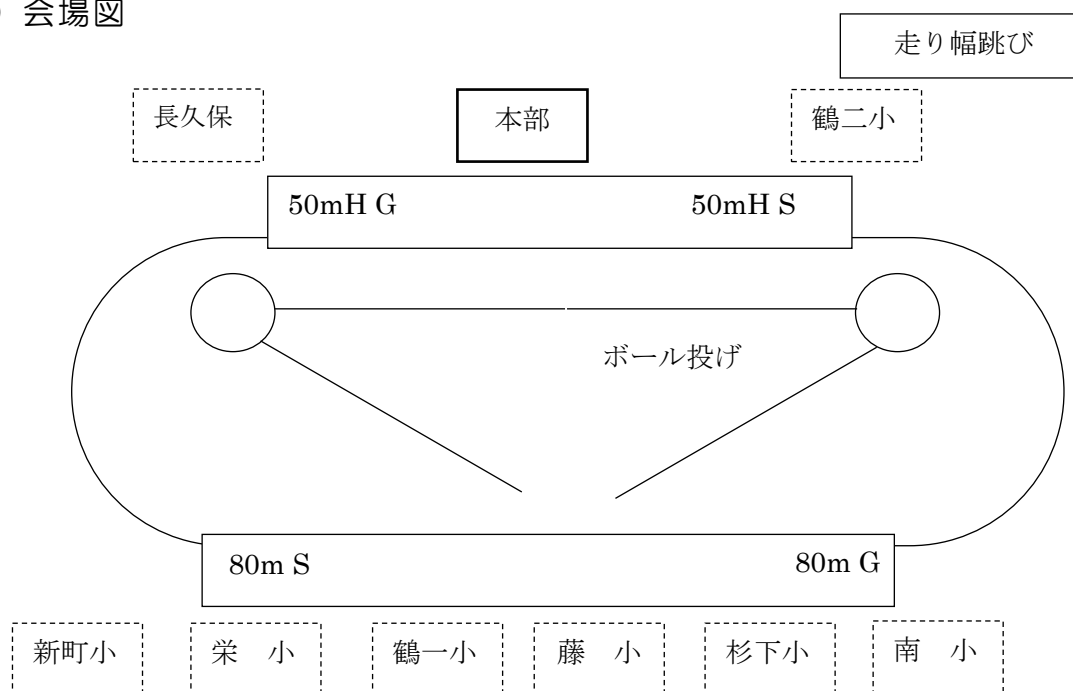 会場図
走り幅跳び
長久保
本部
鶴二小
50mH G
50mH S
ボール投げ
80m S
80m G
新町小
栄　小
鶴一小
藤　小
杉下小
南　小